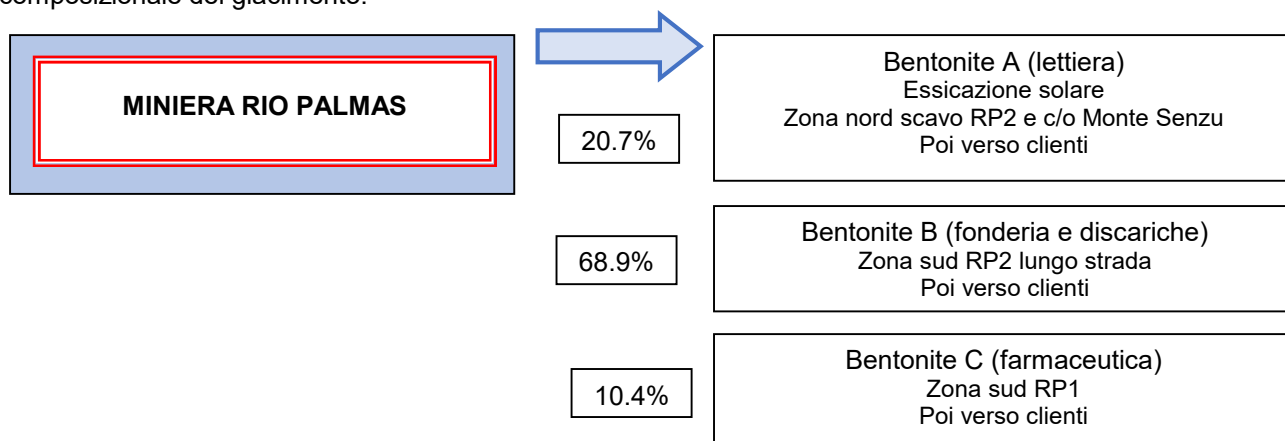 composizionale del giacimento.
MINIERA RIO PALMAS
20.7%
Bentonite A (lettiera)
Essicazione solare
Zona nord scavo RP2 e c/o Monte Senzu
Poi verso clienti
68.9%
Bentonite B (fonderia e discariche)
Zona sud RP2 lungo strada
Poi verso clienti
10.4%
Bentonite C (farmaceutica)
Zona sud RP1
Poi verso clienti